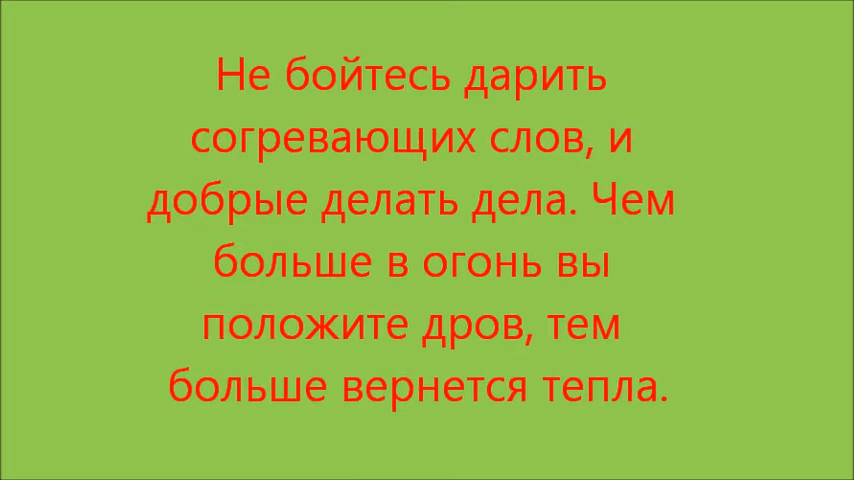 Не бойтесь дарить
согревающих слов, и
добрые делать дела. Чем
больше в огонь вы
положите дров, тем
больше вернется тепла.